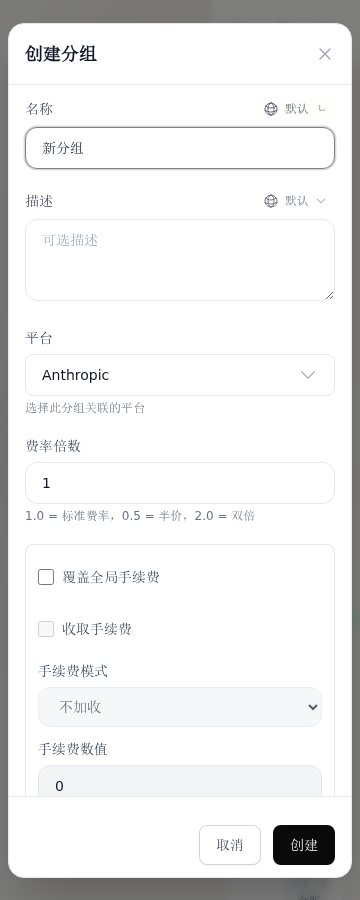 创建分组
名称 默认
新分组
描述 默认
可选描述
平台
Anthropic
选择此分组关联的平台
费率倍数
1
1.0 = 标准费率，0.5 = 半价，2.0 = 双倍
覆盖全局手续费
收取手续费
手续费模式
不加收
手续费数值
0
取消 创建